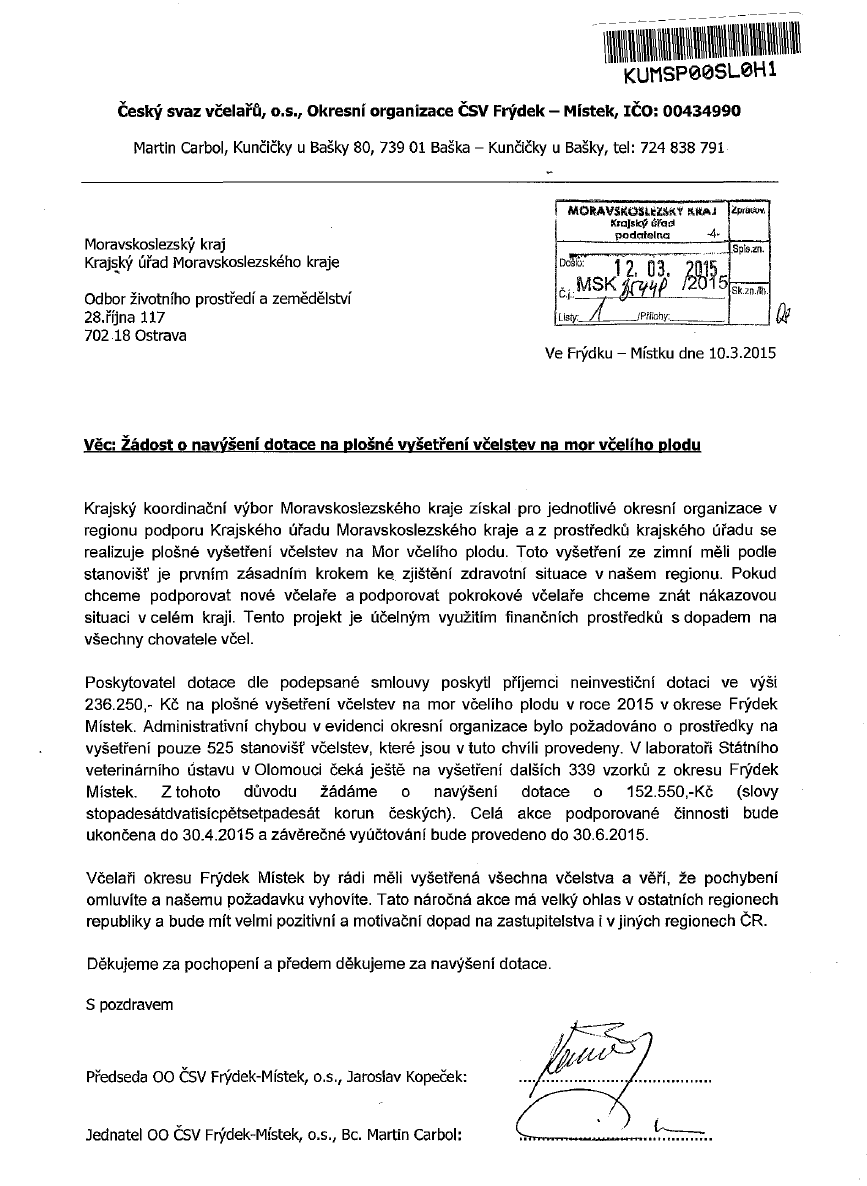 KUMSP00SL0H1
Český svaz včelařů, o.s., Okresní organizace ČSV Frýdek – Místek, IČO: 00434990
Martin Carbol, Kunčičky u Bašky 80, 739 01 Baška – Kunčičky u Bašky, tel: 724 838 791
MORAVSKOSLEZSKÝ KRAJ
Krajský úřad
podatelna -4-
Zpracov.
Spis.zn.
Došlo: 12. 03. 2015
Č.j. MSK /2015
Sk.zn./lh.
Listy: 1 /Přílohy:
Moravskoslezský kraj
Krajský úřad Moravskoslezského kraje
Odbor životního prostředí a zemědělství
28.října 117
702 18 Ostrava
Ve Frýdku – Místku dne 10.3.2015
Věc: Žádost o navýšení dotace na plošné vyšetření včelstev na mor včelího plodu
Krajský koordinační výbor Moravskoslezského kraje získal pro jednotlivé okresní organizace v
regionu podporu Krajského úřadu Moravskoslezského kraje a z prostředků krajského úřadu se
realizuje plošné vyšetření včelstev na Mor včelího plodu. Toto vyšetření ze zimní měli podle
stanovišť je prvním zásadním krokem ke zjištění zdravotní situace v našem regionu. Pokud
chceme podporovat nové včelaře a podporovat pokrokové včelaře chceme znát nákazovou
situaci v celém kraji. Tento projekt je účelným využitím finančních prostředků s dopadem na
všechny chovatele včel.
Poskytovatel dotace dle podepsané smlouvy poskytl příjemci neinvestiční dotaci ve výši
236.250,- Kč na plošné vyšetření včelstev na mor včelího plodu v roce 2015 v okrese Frýdek
Místek. Administrativní chybou v evidenci okresní organizace bylo požadováno o prostředky na
vyšetření pouze 525 stanovišť včelstev, které jsou v tuto chvíli provedeny. V laboratoři Státního
veterinárního ústavu v Olomouci čeká ještě na vyšetření dalších 339 vzorků z okresu Frýdek
Místek. Z tohoto důvodu žádáme o navýšení dotace o 152.550,-Kč (slovy
stopadesátdvatisícpětsetpadesát korun českých). Celá akce podporované činnosti bude
ukončena do 30.4.2015 a závěrečné vyúčtování bude provedeno do 30.6.2015.
Včelaři okresu Frýdek Místek by rádi měli vyšetřená všechna včelstva a věří, že pochybení
omluvíte a našemu požadavku vyhovíte. Tato náročná akce má velký ohlas v ostatních regionech
republiky a bude mít velmi pozitivní a motivační dopad na zastupitelstva i v jiných regionech ČR.
Děkujeme za pochopení a předem děkujeme za navýšení dotace.
S pozdravem
Předseda OO ČSV Frýdek-Místek, o.s., Jaroslav Kopeček:
Jednatel OO ČSV Frýdek-Místek, o.s., Bc. Martin Carbol: